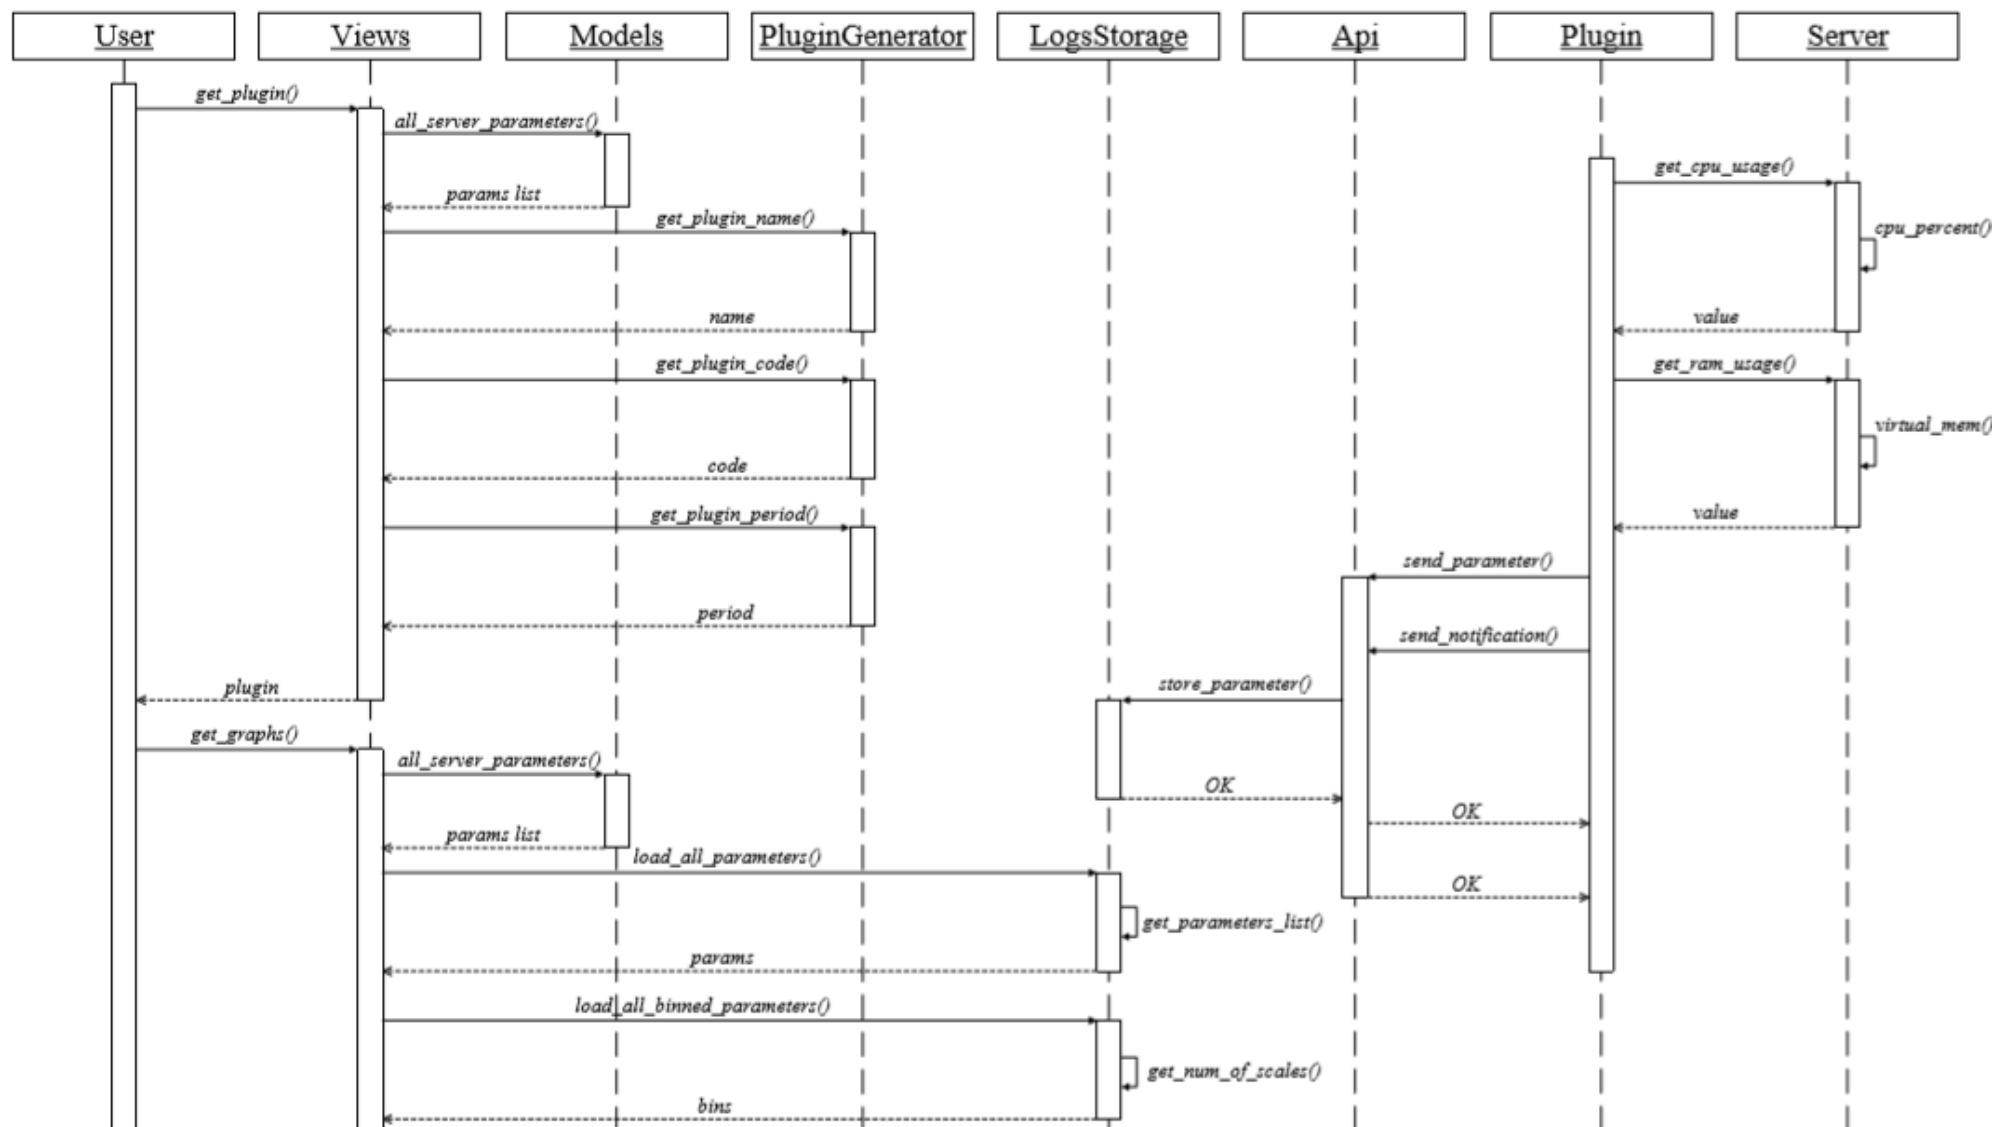 User
Views
Models
PluginGenerator
LogsStorage
Api
Plugin
Server
get_plugin()
all_server_parameters()
get_cpu_usage()
params list
get_plugin_name()
cpu_percent()
name
value
get_plugin_code()
get_ram_usage()
virtual_mem()
code
get_plugin_period()
value
send_parameter()
period
send_notification()
plugin
store_parameter()
get_graphs()
all_server_parameters()
OK
OK
params list
load_all_parameters()
OK
get_parameters_list()
params
load_all_binned_parameters()
get_num_of_scales()
bins